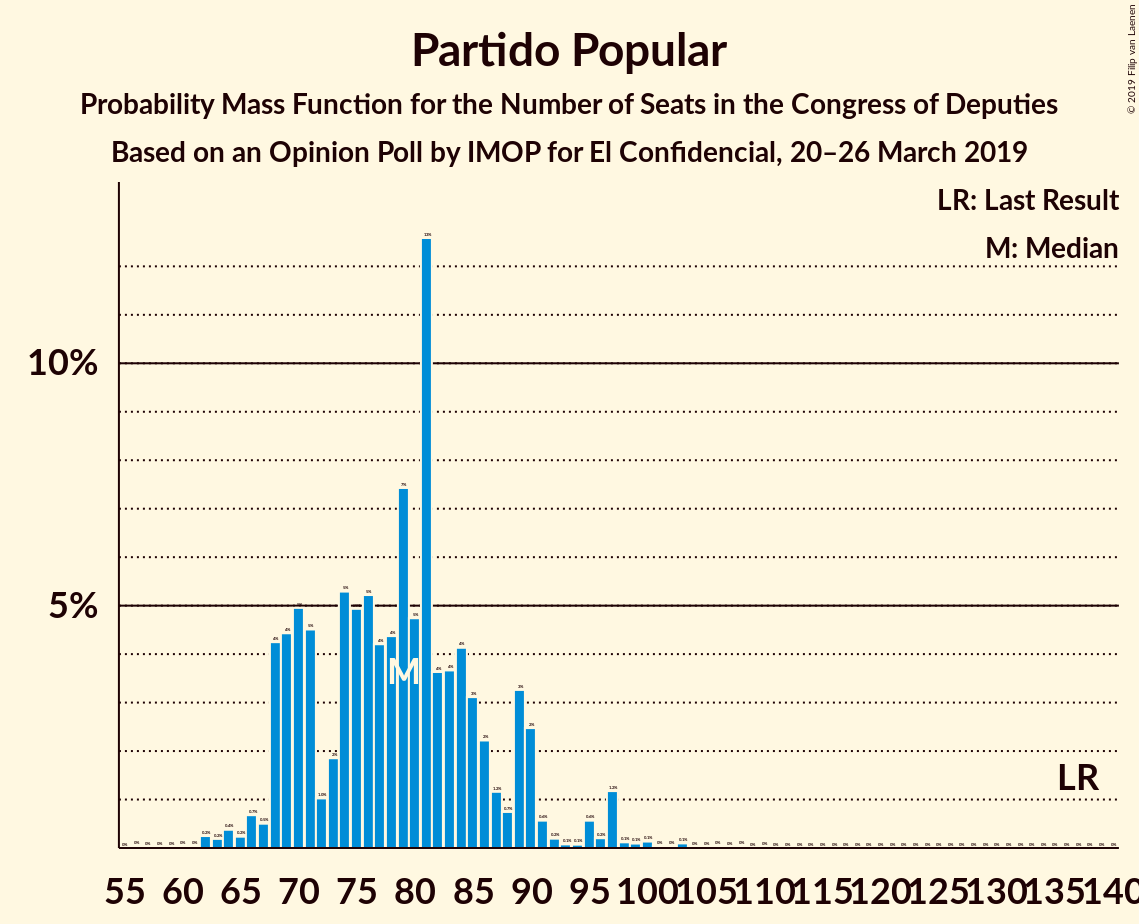 Partido Popular
Probability Mass Function for the Number of Seats in the Congress of Deputies
Based on an Opinion Poll by IMOP for El Confidencial, 20–26 March 2019
© 2019 Filip van Laenen
LR: Last Result
M: Median
10%
5%
M
LR
55 60 65 70 75 80 85 90 95 100 105 110 115 120 125 130 135 140